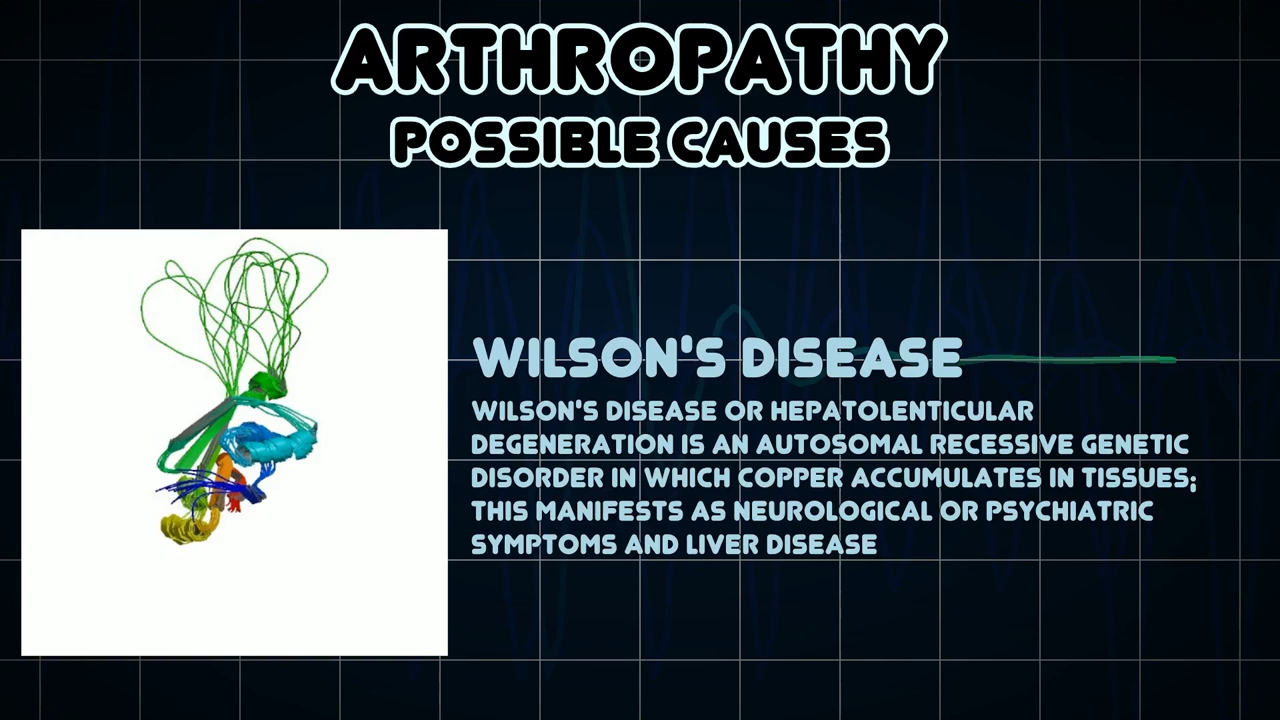 ARTHROPATHY
POSSIBLE CAUSES
WILSON'S DISEASE
WILSON'S DISEASE OR HEPATOLENTICULAR
DEGENERATION IS AN AUTOSOMAL RECESSIVE GENETIC
DISORDER IN WHICH COPPER ACCUMULATES IN TISSUES;
THIS MANIFESTS AS NEUROLOGICAL OR PSYCHIATRIC
SYMPTOMS AND LIVER DISEASE